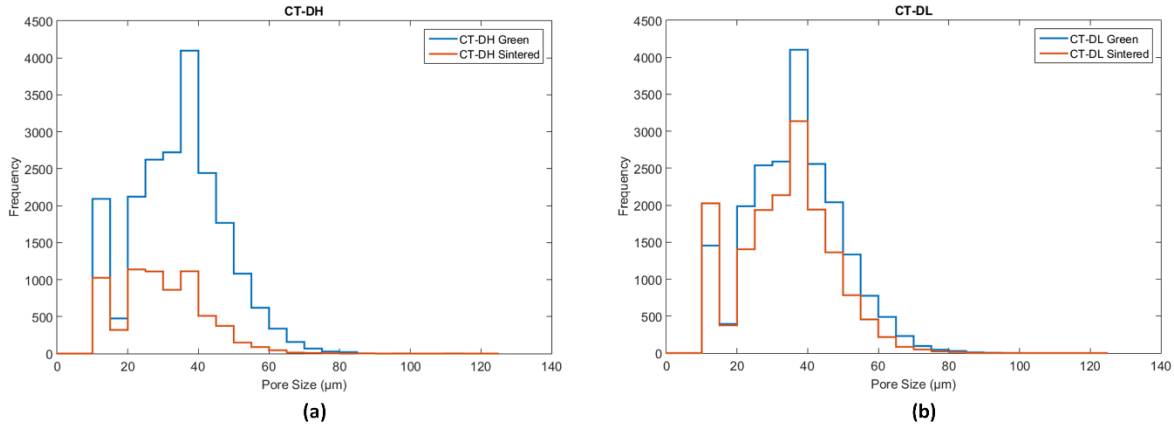 CT-DH
4500
4000
3500
3000
2500
2000
1500
1000
500
0
Frequency
0 20 40 60 80 100 120 140
Pore Size (µm)
CT-DH Green
CT-DH Sintered
(a)
CT-DL
4500
4000
3500
3000
2500
2000
1500
1000
500
0
Frequency
0 20 40 60 80 100 120 140
Pore Size (µm)
CT-DL Green
CT-DL Sintered
(b)